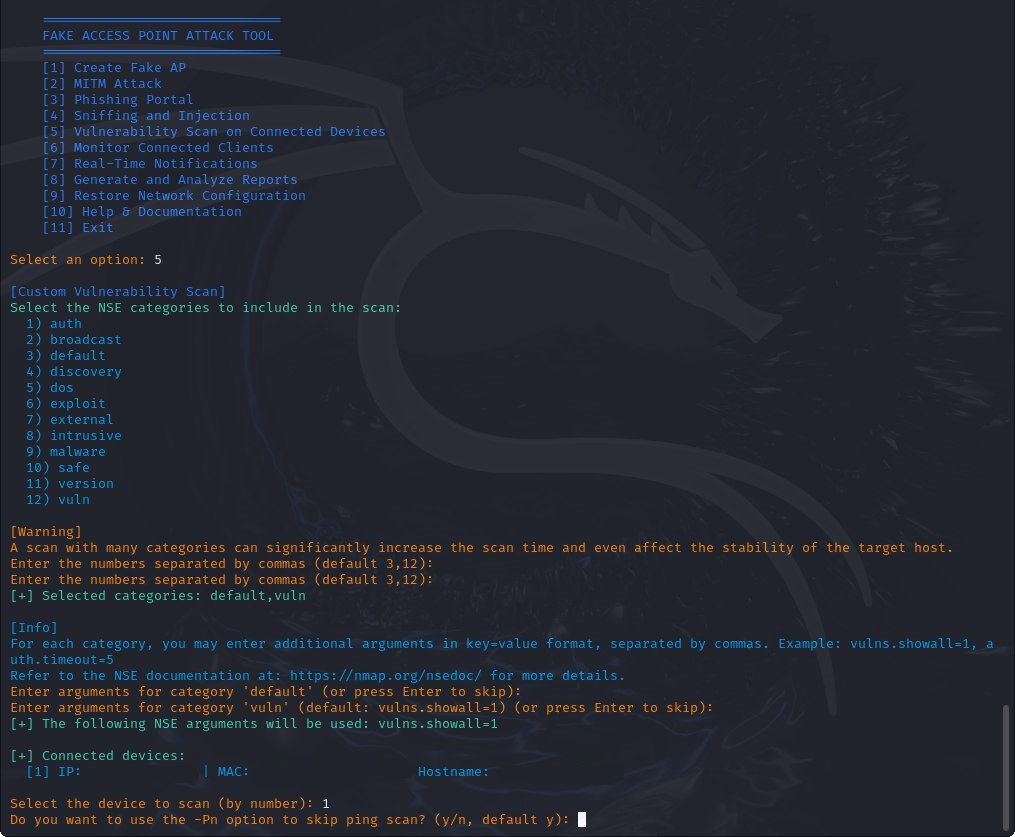 FAKE ACCESS POINT ATTACK TOOL
[1] Create Fake AP
[2] MITM Attack
[3] Phishing Portal
[4] Sniffing and Injection
[5] Vulnerability Scan on Connected Devices
[6] Monitor Connected Clients
[7] Real-Time Notifications
[8] Generate and Analyze Reports
[9] Restore Network Configuration
[10] Help & Documentation
[11] Exit
Select an option: 5
[Custom Vulnerability Scan]
Select the NSE categories to include in the scan:
1) auth
2) broadcast
3) default
4) discovery
5) dos
6) exploit
7) external
8) intrusive
9) malware
10) safe
11) version
12) vuln
[Warning]
A scan with many categories can significantly increase the scan time and even affect the stability of the target host.
Enter the numbers separated by commas (default 3,12):
Enter the numbers separated by commas (default 3,12):
[+] Selected categories: default,vuln
[Info]
For each category, you may enter additional arguments in key=value format, separated by commas. Example: vulns.showall=1, a
uth.timeout=5
Refer to the NSE documentation at: https://nmap.org/nsedoc/ for more details.
Enter arguments for category 'default' (or press Enter to skip):
Enter arguments for category 'vuln' (default: vulns.showall=1) (or press Enter to skip):
[+] The following NSE arguments will be used: vulns.showall=1
[+] Connected devices:
[1] IP: | MAC: Hostname:
Select the device to scan (by number): 1
Do you want to use the -Pn option to skip ping scan? (y/n, default y):